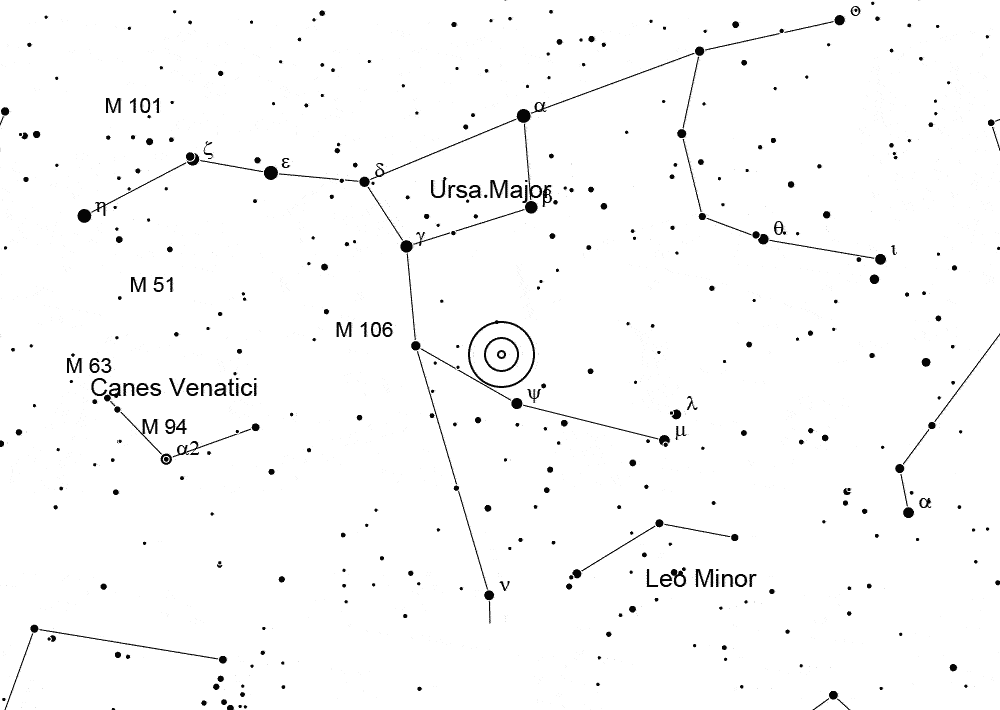 ο
α
M 101
ζ
ε
δ
Ursa Major
β
η
γ
θ
ι
M 51
M 106
M 63
Canes Venatici
ψ
λ
M 94
μ
α2
α
Leo Minor
ν